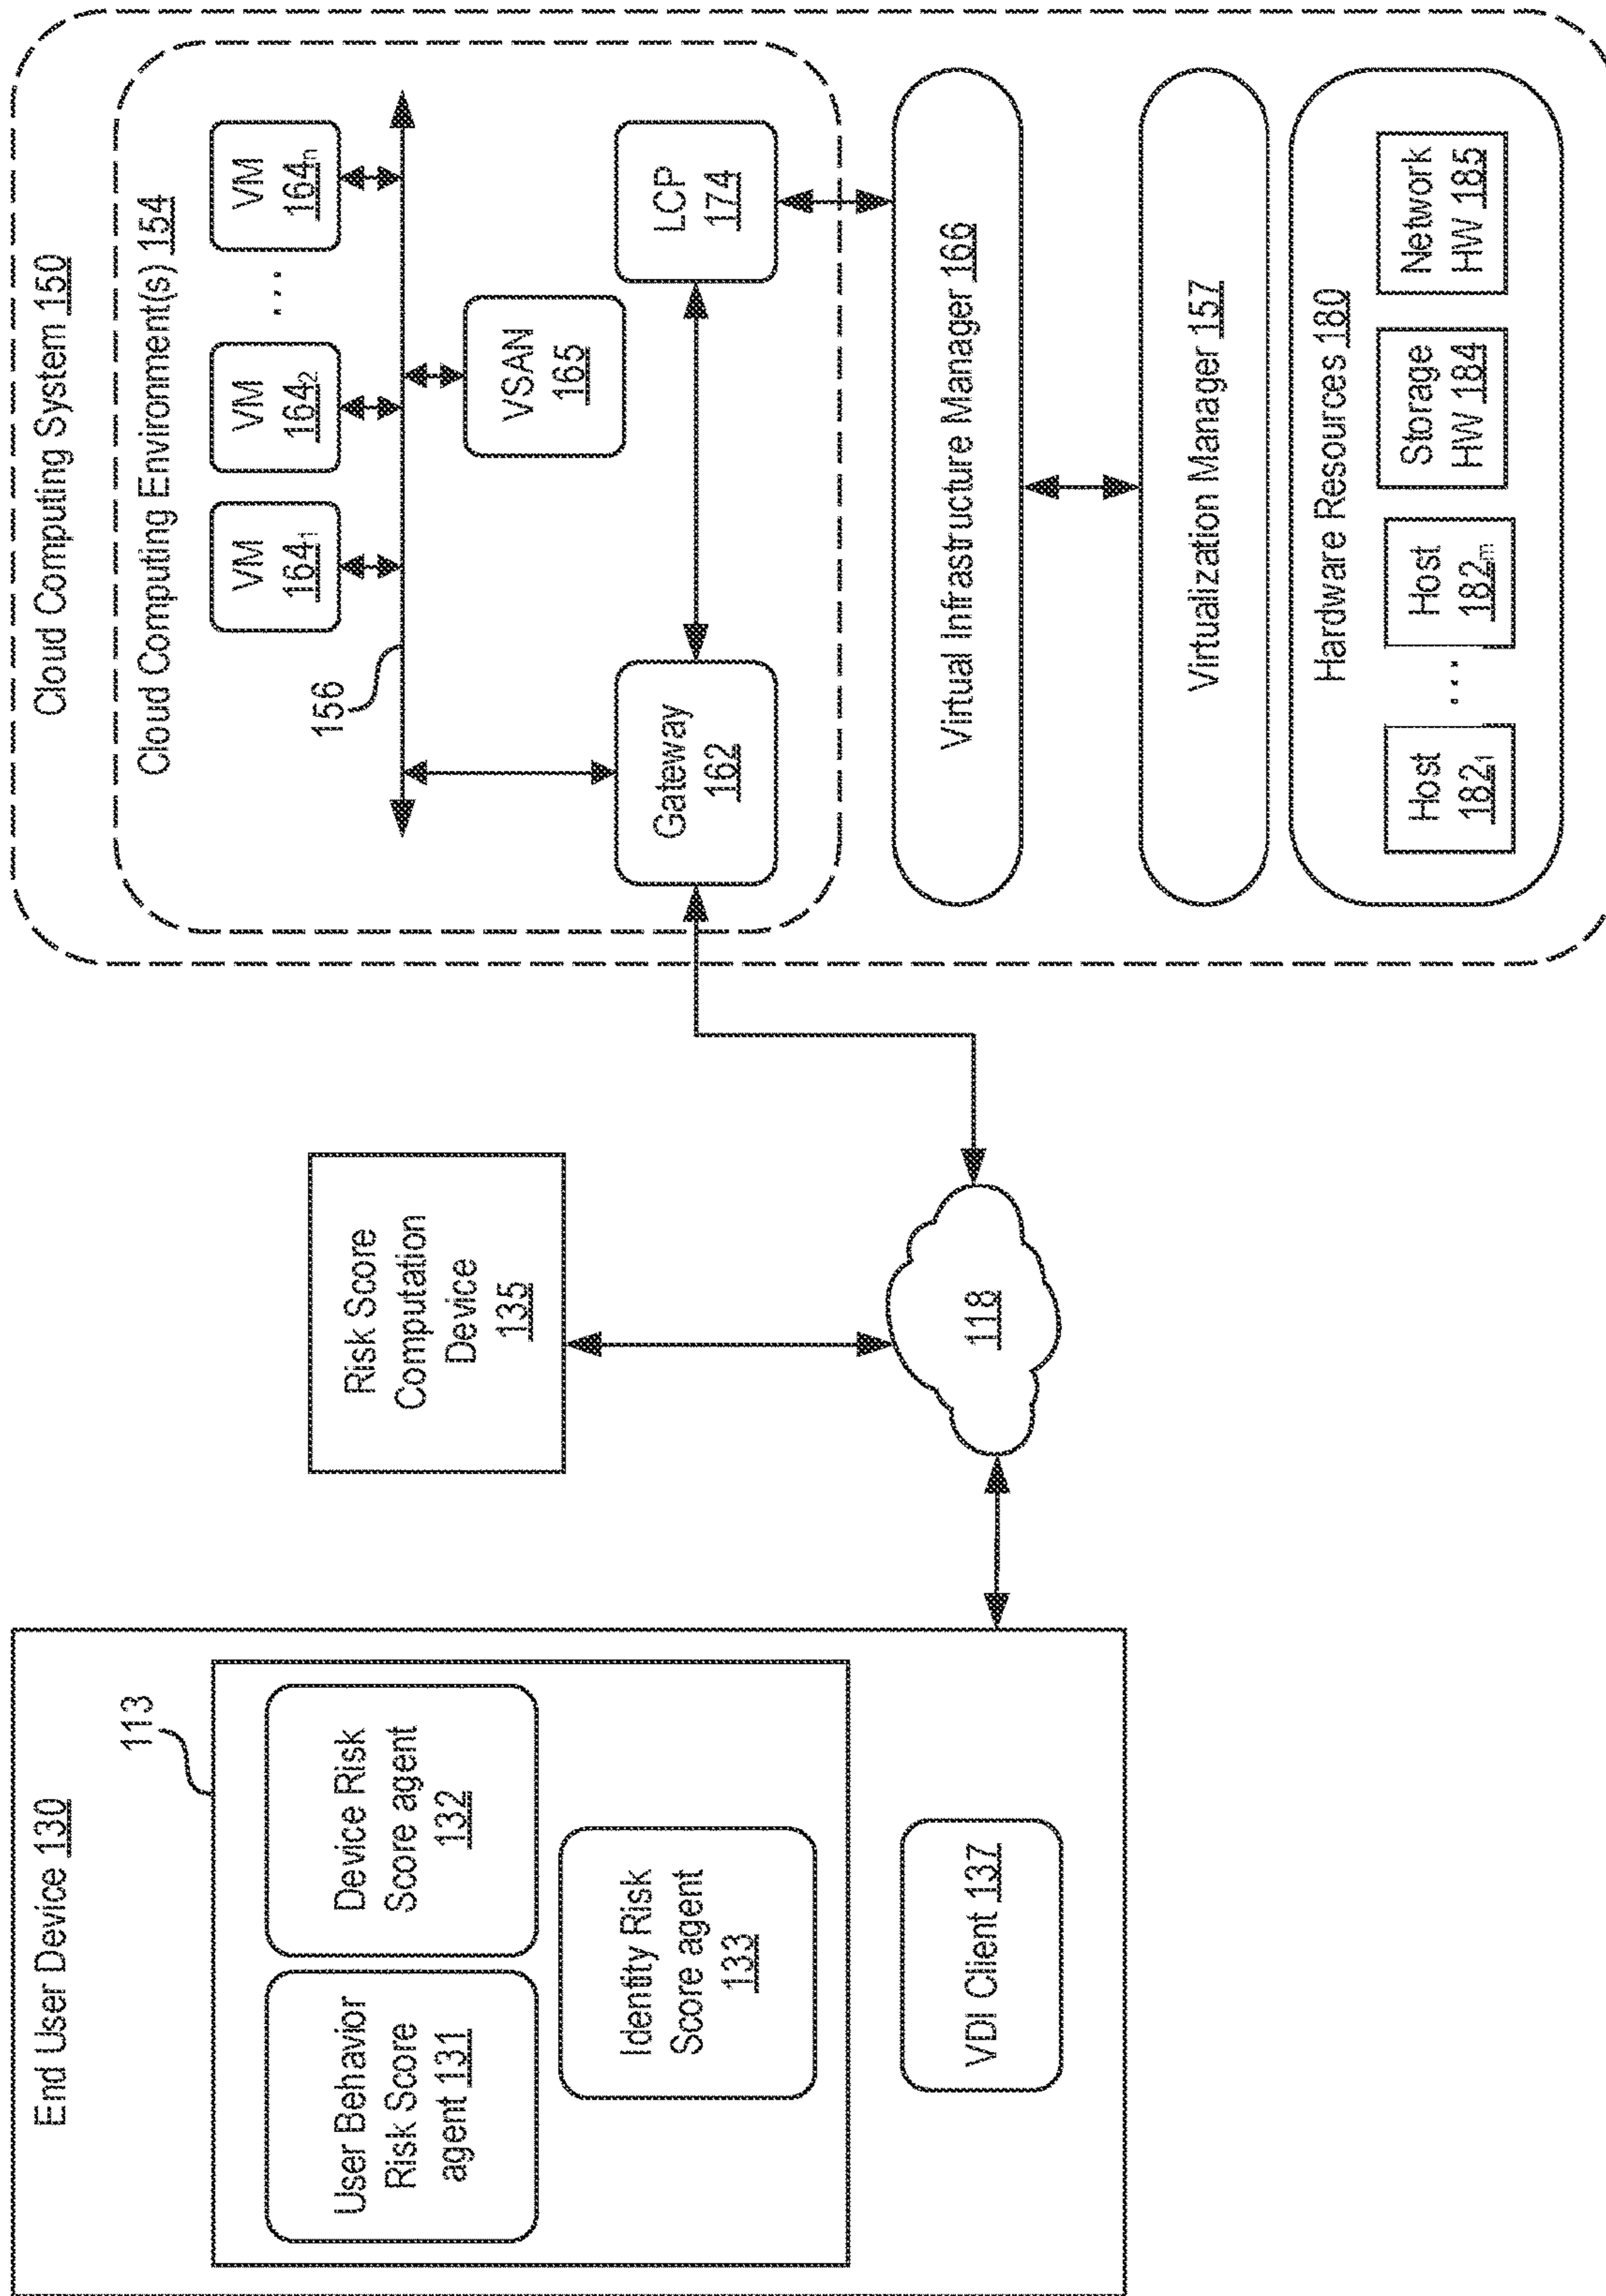 End User Device 130
113
User Behavior
Risk Score
agent 131
Device Risk
Score agent
132
Identity Risk
Score agent
133
VDI Client 137
Risk Score
Computation
Device
135
118
Cloud Computing System 150
Cloud Computing Environment(s) 154
156
VM
164₁
VM
164₂
...
VM
164ₙ
VSAN
165
Gateway
162
LCP
174
Virtual Infrastructure Manager 166
Virtualization Manager 157
Hardware Resources 180
Host
182₁
...
Host
182ₘ
Storage
HW 184
Network
HW 185